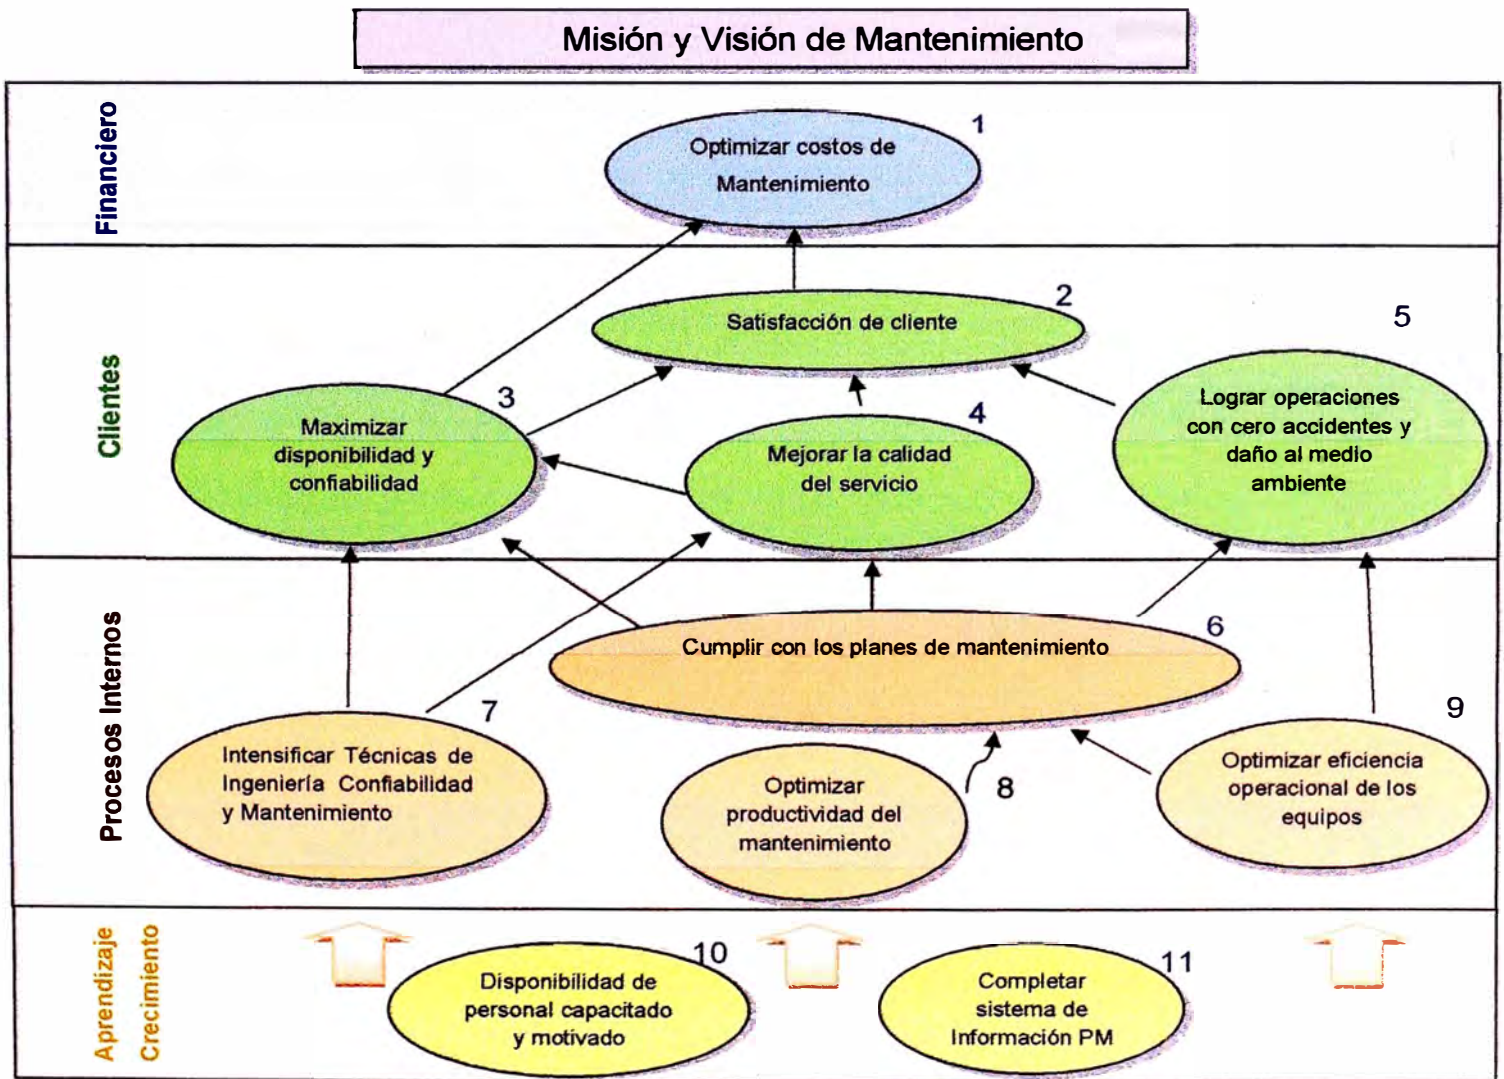 Misión y Visión de Mantenimiento
Financiero
1
Optimizar costos de
Mantenimiento
Clientes
2
Satisfacción de cliente
5
Lograr operaciones
con cero accidentes y
daño al medio
ambiente
3
Maximizar
disponibilidad y
confiabilidad
4
Mejorar la calidad
del servicio
Procesos Internos
6
Cumplir con los planes de mantenimiento
7
Intensificar Técnicas de
Ingeniería Confiabilidad
y Mantenimiento
8
Optimizar
productividad del
mantenimiento
9
Optimizar eficiencia
operacional de los
equipos
Aprendizaje
Crecimiento
10
Disponibilidad de
personal capacitado
y motivado
11
Completar
sistema de
Información PM